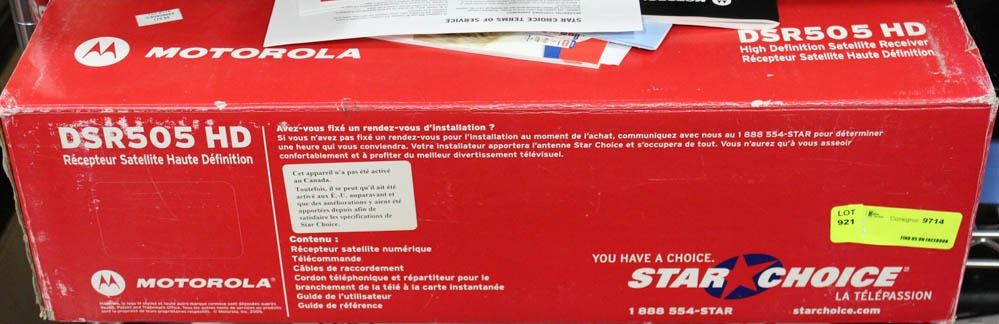 STAR CHOICE TERMS OF SERVICE
MOTOROLA
DSR505 HD
High Definition Satellite Receiver
Récepteur Satellite Haute Définition
DSR505 HD
Récepteur Satellite Haute Définition
Avez-vous fixé un rendez-vous d'installation ?
Si vous n'avez pas fixé un rendez-vous pour l'installation au moment de l'achat, communiquez avec nous au 1 888 554-STAR pour déterminer
une heure qui vous conviendra. Votre installateur apportera l'antenne Star Choice et s'occupera de tout. Vous n'aurez qu'à vous asseoir
confortablement et à profiter du meilleur divertissement télévisuel.
Cet appareil n'a pas été activé
au Canada.
Toutefois, il se peut qu'il ait été
activé aux É.-U. auparavant et
que des améliorations y aient été
apportées depuis afin de
satisfaire les spécifications de
Star Choice.
Contenu :
Récepteur satellite numérique
Télécommande
Câbles de raccordement
Cordon téléphonique et répartiteur pour le
branchement de la télé à la carte instantanée
Guide de l'utilisateur
Guide de référence
MOTOROLA
YOU HAVE A CHOICE.
STAR CHOICE
LA TÉLÉPASSION
1 888 554-STAR
starchoice.com
LOT
921
Consignor 9714
FIND US ON FACEBOOK